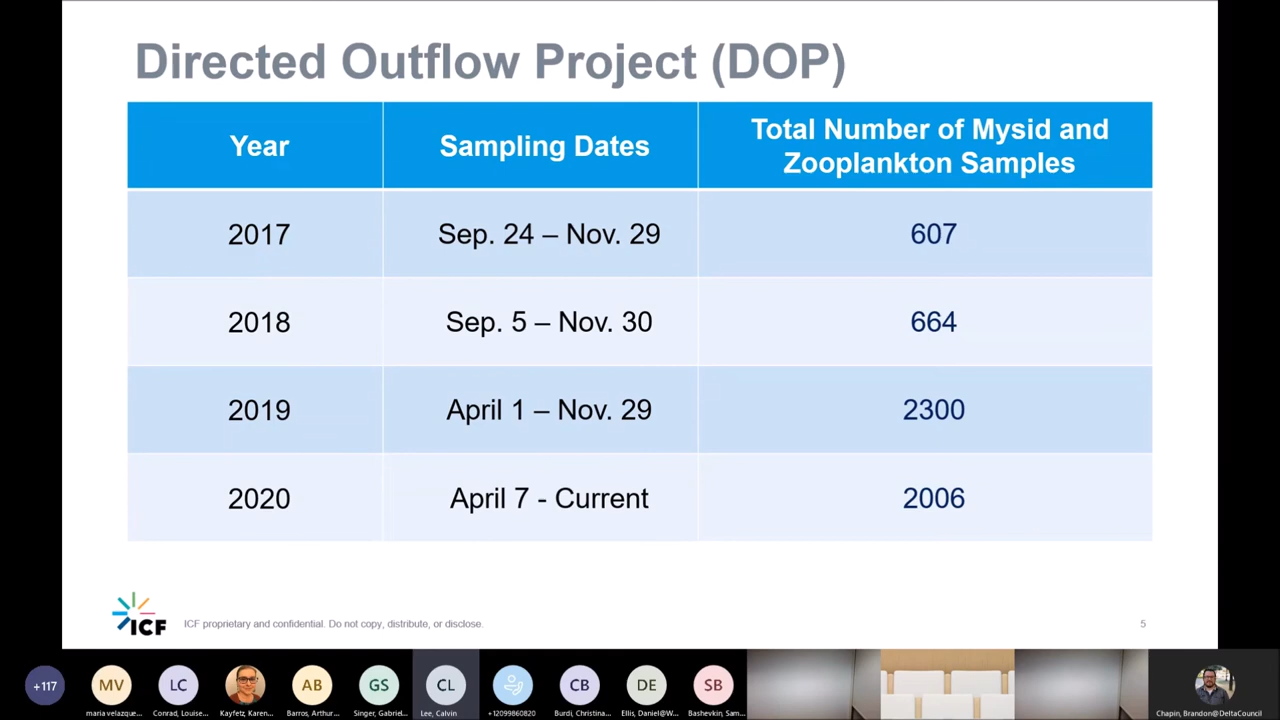 Directed Outflow Project (DOP)
Year
Sampling Dates
Total Number of Mysid and
Zooplankton Samples
2017
Sep. 24 – Nov. 29
607
2018
Sep. 5 – Nov. 30
664
2019
April 1 – Nov. 29
2300
2020
April 7 - Current
2006
ICF
ICF proprietary and confidential. Do not copy, distribute, or disclose.
5
+117
MV
LC
AB
GS
CL
CB
DE
SB
maria velazque...
Conrad, Louise...
Kayfetz, Karen...
Barros, Arthur...
Singer, Gabriel...
Lee, Calvin
+12099860820
Burdi, Christina...
Ellis, Daniel@W...
Bashevkin, Sam...
Chapin, Brandon@DeltaCouncil